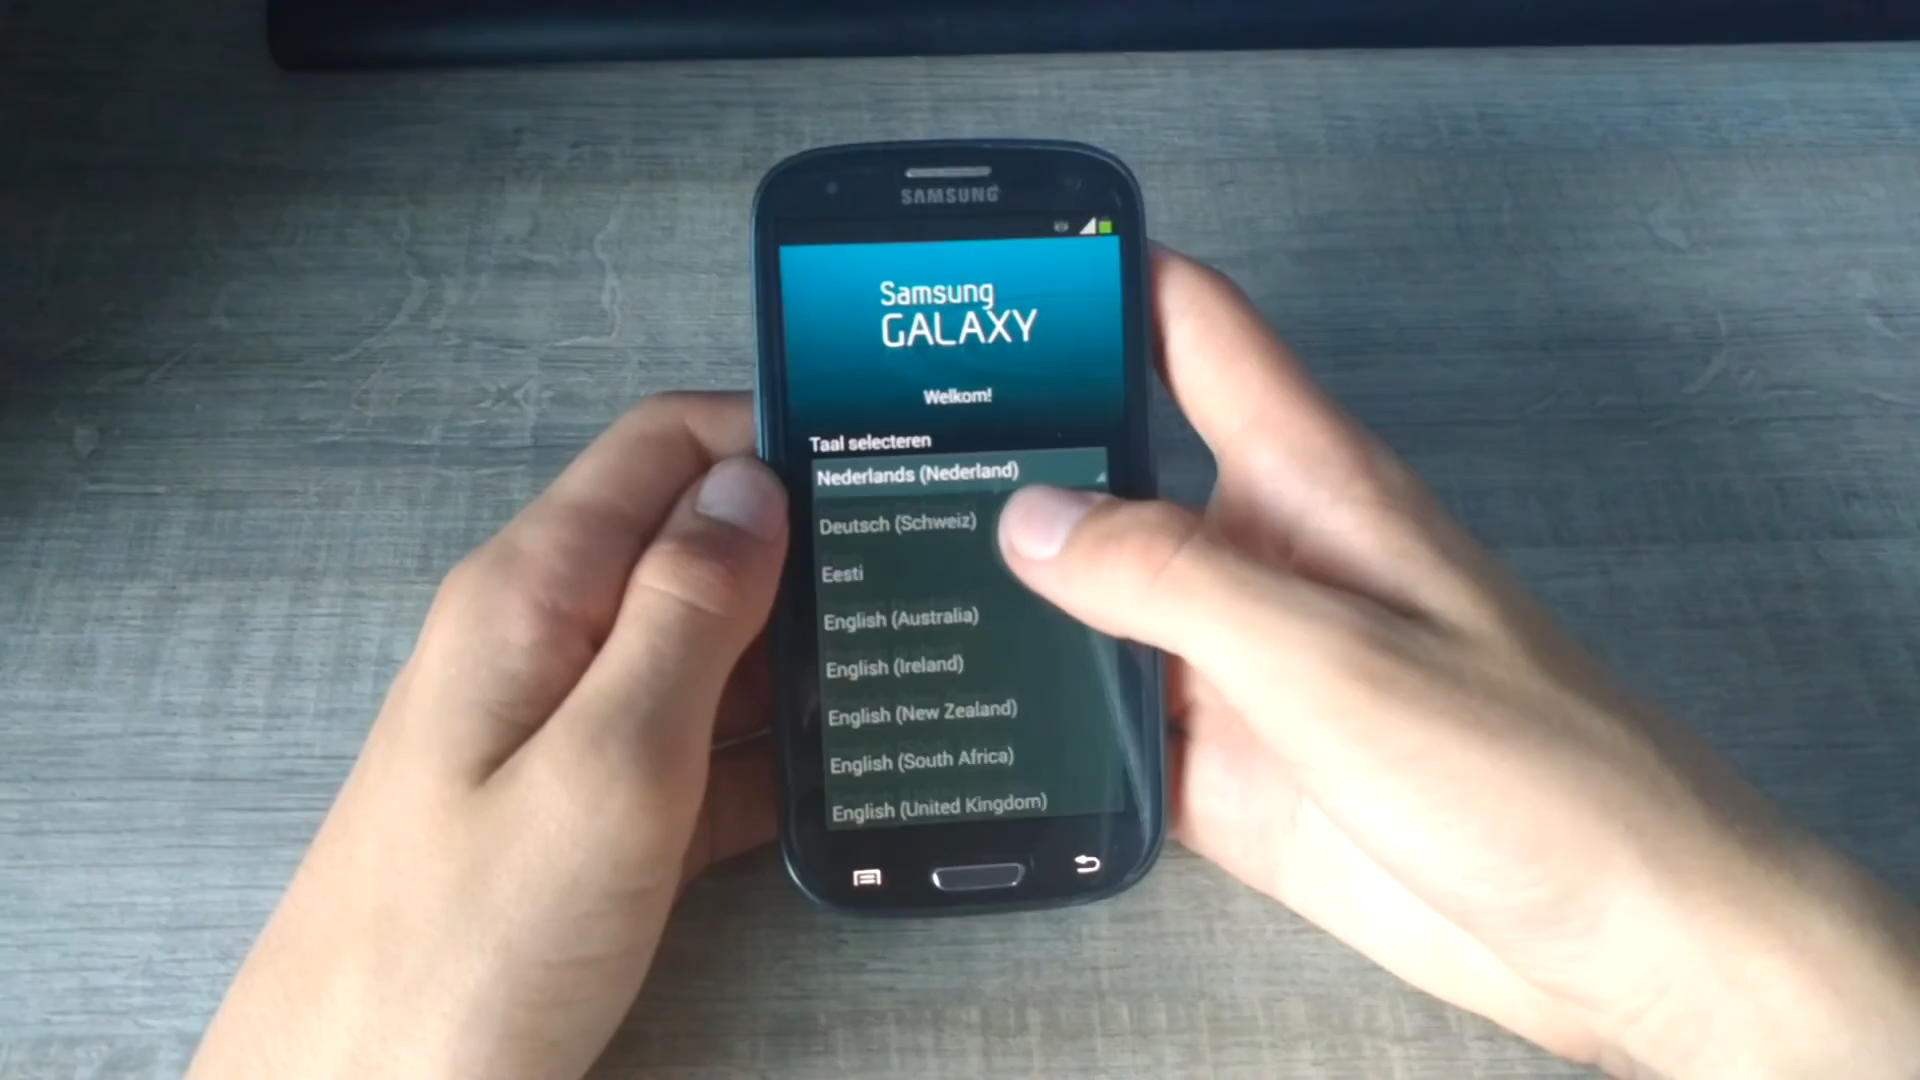 SAMSUNG
Samsung
GALAXY
Welkom!
Taal selecteren
Nederlands (Nederland)
Deutsch (Schweiz)
Eesti
English (Australia)
English (Ireland)
English (New Zealand)
English (South Africa)
English (United Kingdom)